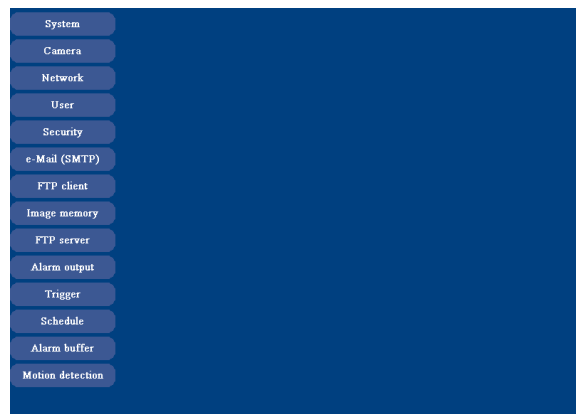 System
Camera
Network
User
Security
e-Mail (SMTP)
FTP client
Image memory
FTP server
Alarm output
Trigger
Schedule
Alarm buffer
Motion detection